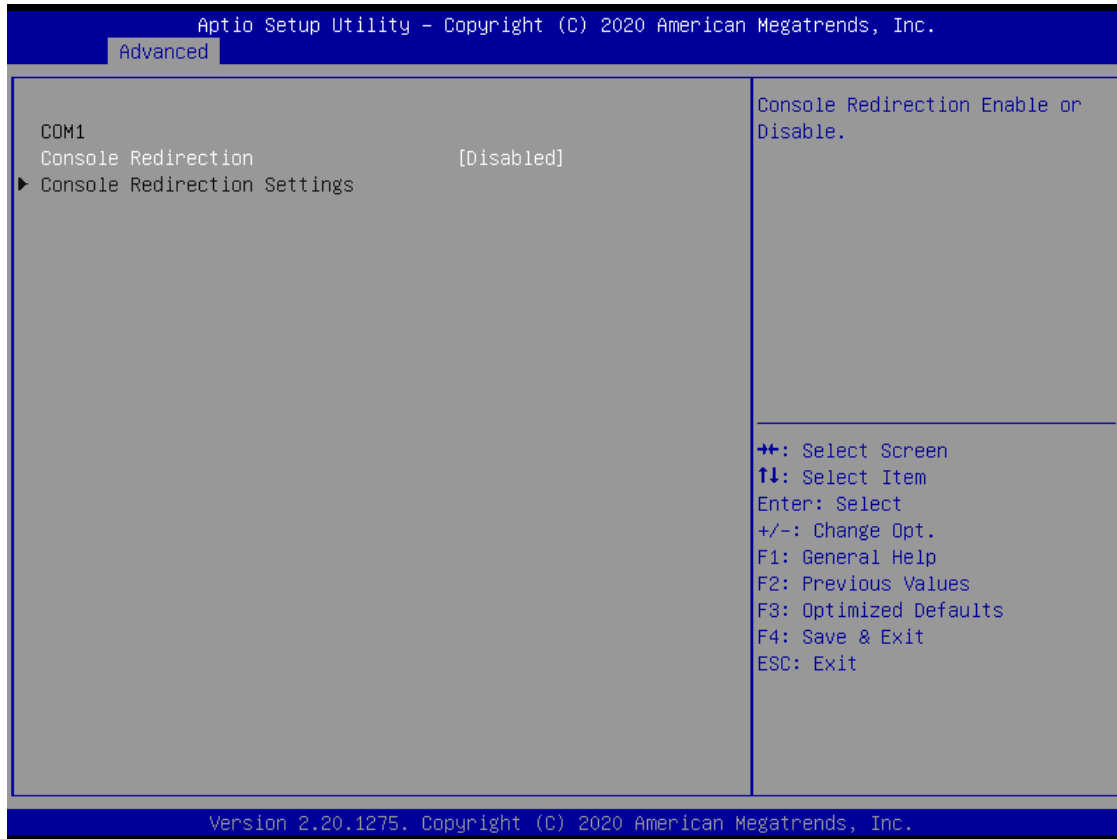 Aptio Setup Utility – Copyright (C) 2020 American Megatrends, Inc.
Advanced
COM1
Console Redirection [Disabled]
▶ Console Redirection Settings
Console Redirection Enable or
Disable.
→←: Select Screen
↑↓: Select Item
Enter: Select
+/-: Change Opt.
F1: General Help
F2: Previous Values
F3: Optimized Defaults
F4: Save & Exit
ESC: Exit
Version 2.20.1275. Copyright (C) 2020 American Megatrends, Inc.